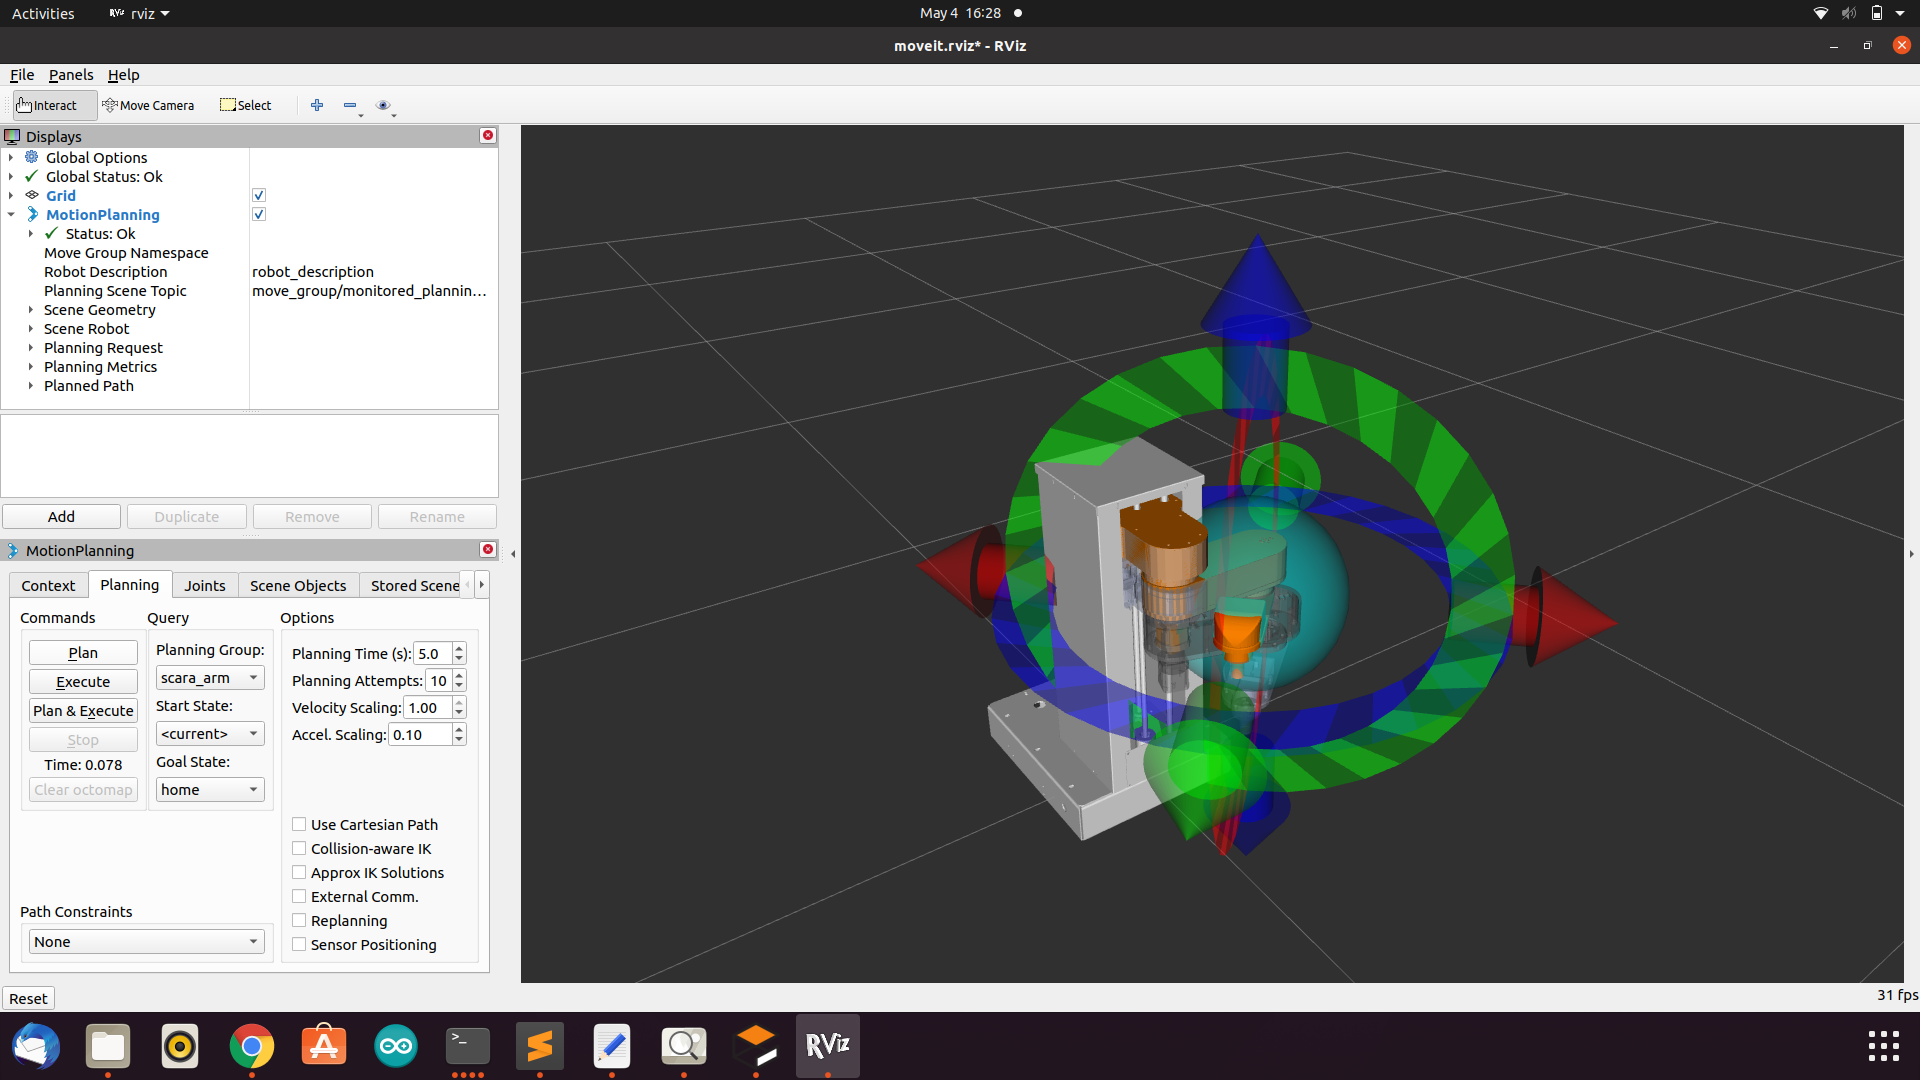 Activities RViz rviz May 4 16:28
moveit.rviz* - RViz
File Panels Help
Interact Move Camera Select
Displays
Global Options
Global Status: Ok
Grid
MotionPlanning
Status: Ok
Move Group Namespace
Robot Description robot_description
Planning Scene Topic move_group/monitored_plannin...
Scene Geometry
Scene Robot
Planning Request
Planning Metrics
Planned Path
Add Duplicate Remove Rename
MotionPlanning
Context Planning Joints Scene Objects Stored Scene
Commands Query Options
Plan
Execute
Plan & Execute
Stop
Time: 0.078
Clear octomap
Planning Group:
scara_arm
Start State:
<current>
Goal State:
home
Planning Time (s): 5.0
Planning Attempts: 10
Velocity Scaling: 1.00
Accel. Scaling: 0.10
Use Cartesian Path
Collision-aware IK
Approx IK Solutions
External Comm.
Replanning
Sensor Positioning
Path Constraints
None
Reset
31 fps
>_
RViz